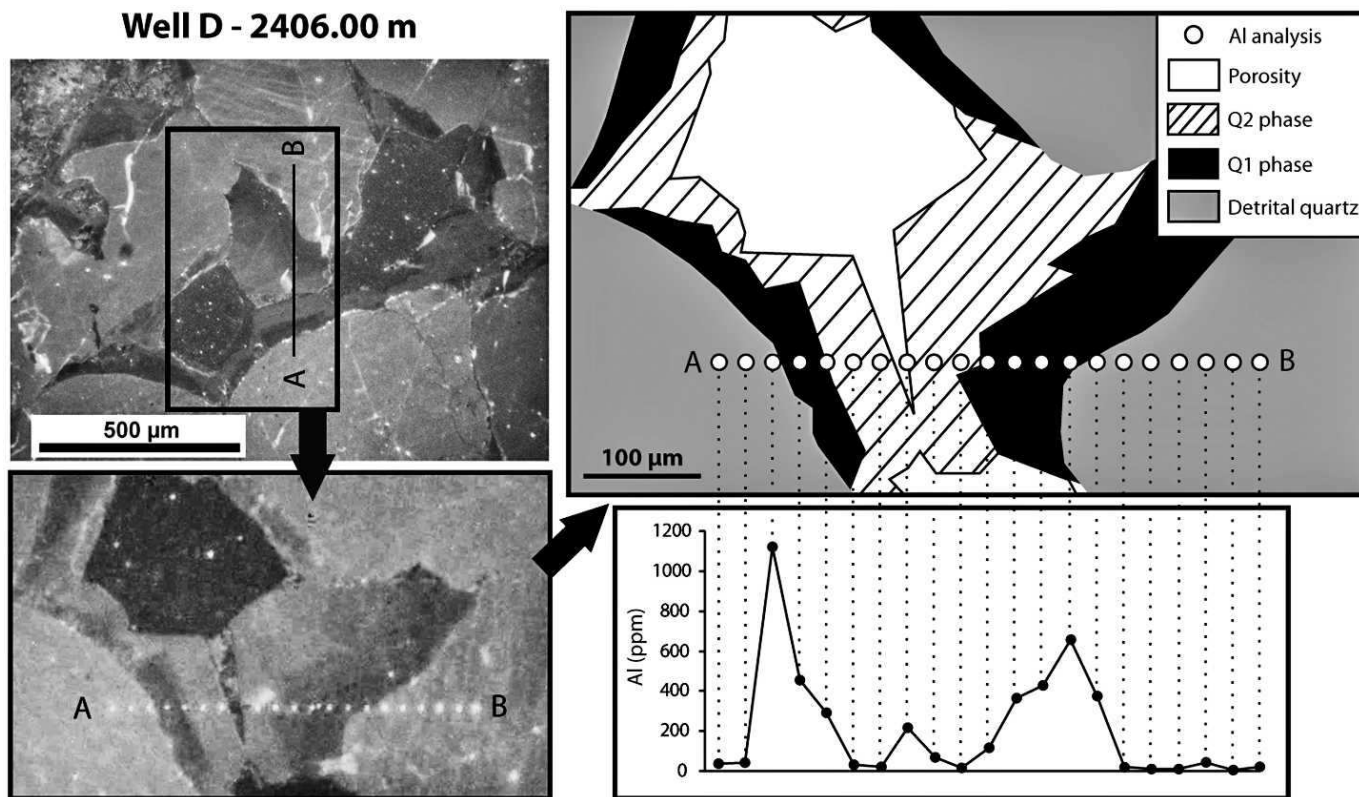 Well D - 2406.00 m
B
A
500 µm
A
B
Al analysis
Porosity
Q2 phase
Q1 phase
Detrital quartz
A
B
100 µm
1200
1000
800
600
400
200
0
Al (ppm)